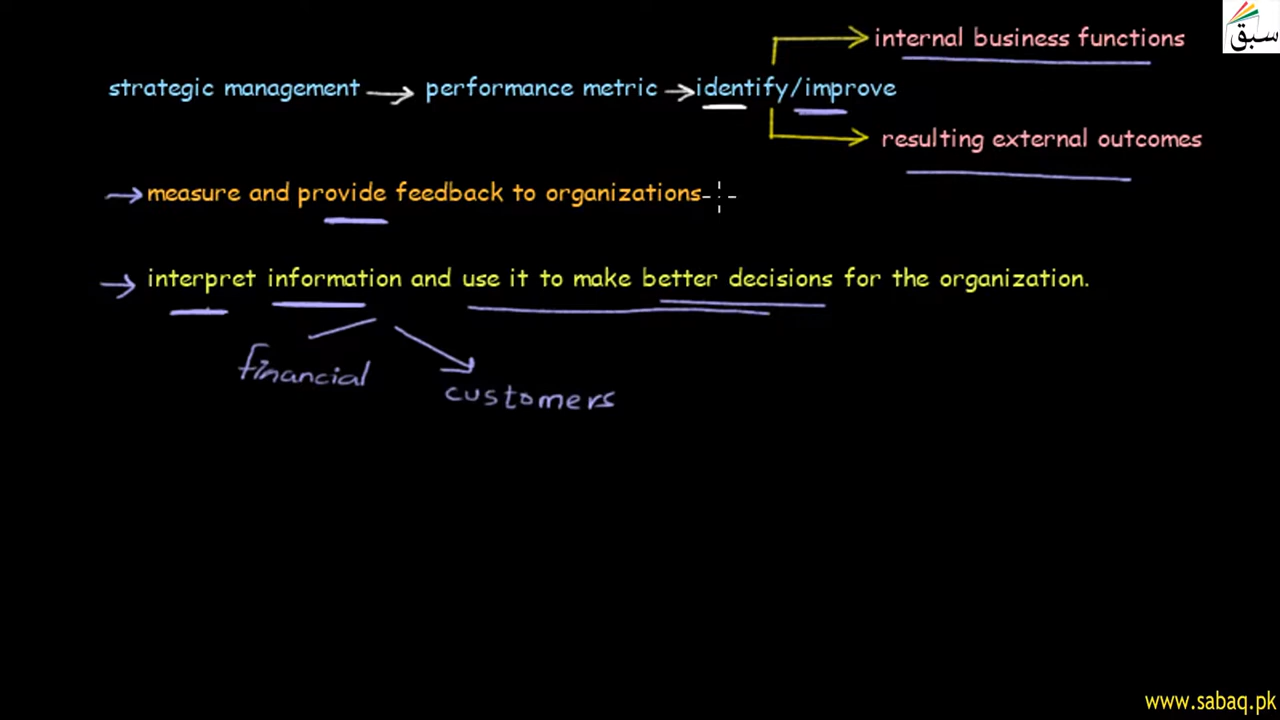 سبق
internal business functions
strategic management → performance metric → identify/improve
resulting external outcomes
→ measure and provide feedback to organizations
→ interpret information and use it to make better decisions for the organization.
financial
customers
www.sabaq.pk